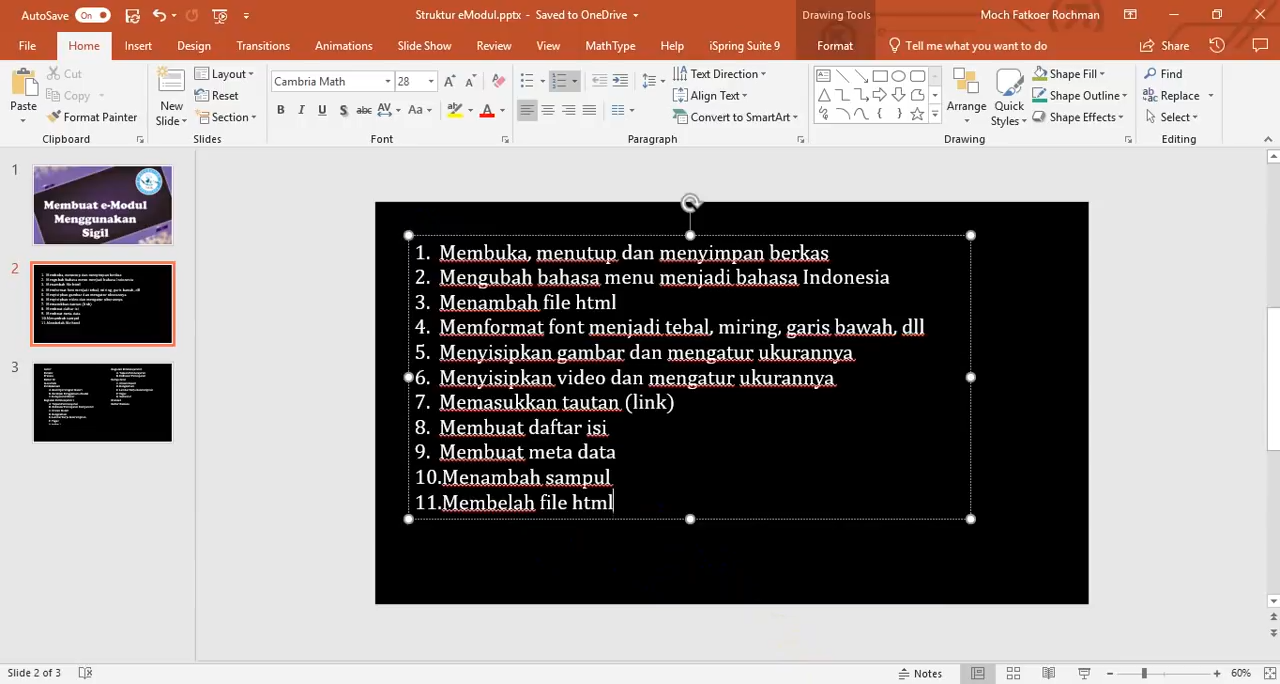 AutoSave On Struktur eModul.pptx - Saved to OneDrive Drawing Tools Moch Fatkoer Rochman
File Home Insert Design Transitions Animations Slide Show Review View MathType Help iSpring Suite 9 Format Tell me what you want to do Share
Paste Cut Copy Format Painter New Slide Layout Reset Section Cambria Math 28 Text Direction Align Text Convert to SmartArt Arrange Quick Styles Shape Fill Shape Outline Shape Effects Find Replace Select
Clipboard Slides Font Paragraph Drawing Editing
1
Membuat e-Modul
Menggunakan
Sigil
2
3
1. Membuka, menutup dan menyimpan berkas
2. Mengubah bahasa menu menjadi bahasa Indonesia
3. Menambah file html
4. Memformat font menjadi tebal, miring, garis bawah, dll
5. Menyisipkan gambar dan mengatur ukurannya
6. Menyisipkan video dan mengatur ukurannya
7. Memasukkan tautan (link)
8. Membuat daftar isi
9. Membuat meta data
10.Menambah sampul
11.Membelah file html
Slide 2 of 3 Notes 60%